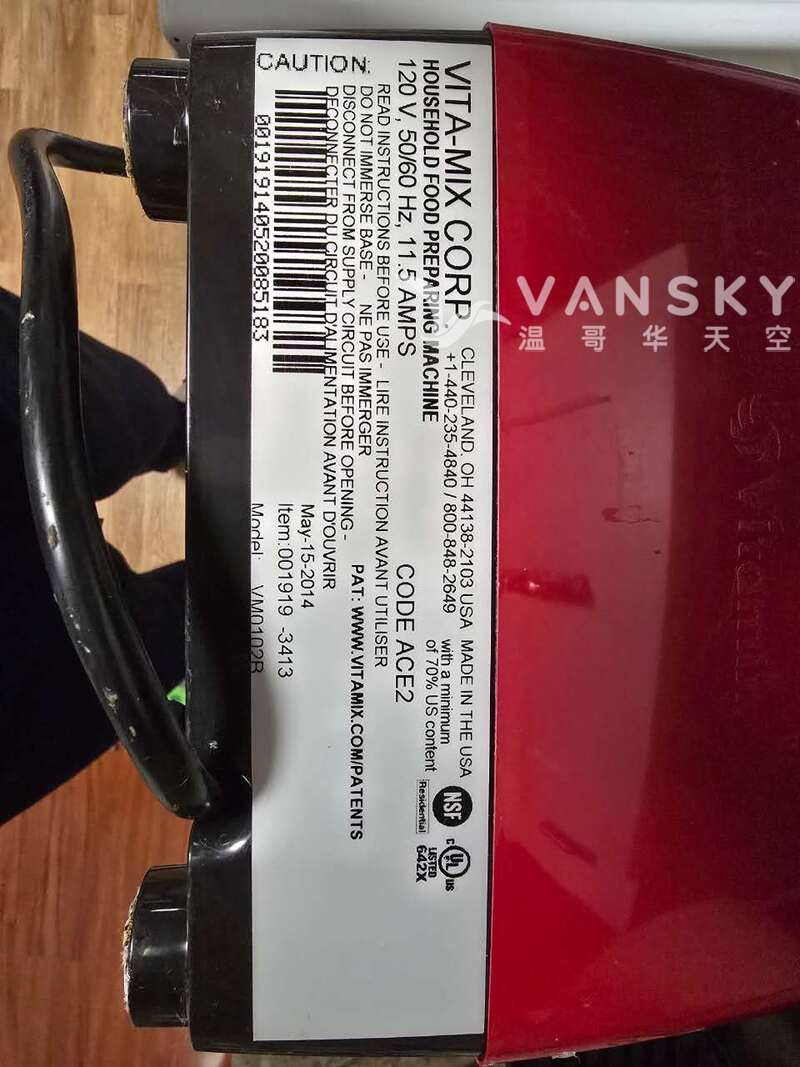 VITA-MIX CORP.
CLEVELAND, OH 44138-2103 USA
MADE IN THE USA
HOUSEHOLD FOOD PREPARING MACHINE
+1-440-235-4840 / 800-848-2649
with a minimum
of 70% US content
120 V, 50/60 Hz, 11.5 AMPS
CODE ACE2
NSF
Residential
C UL US
LISTED
642X
READ INSTRUCTIONS BEFORE USE - LIRE INSTRUCTION AVANT UTILISER
DO NOT IMMERSE BASE - NE PAS IMMERGER
DISCONNECT FROM SUPPLY CIRCUIT BEFORE OPENING -
DECONNECTER DU CIRCUIT D'ALIMENTATION AVANT D'OUVRIR
PAT: WWW.VITAMIX.COM/PATENTS
CAUTION:
001919140520085183
May-15-2014
Item:001919 -3413
Model: VM0102B
Vitamix
VANSKY
温哥华天空